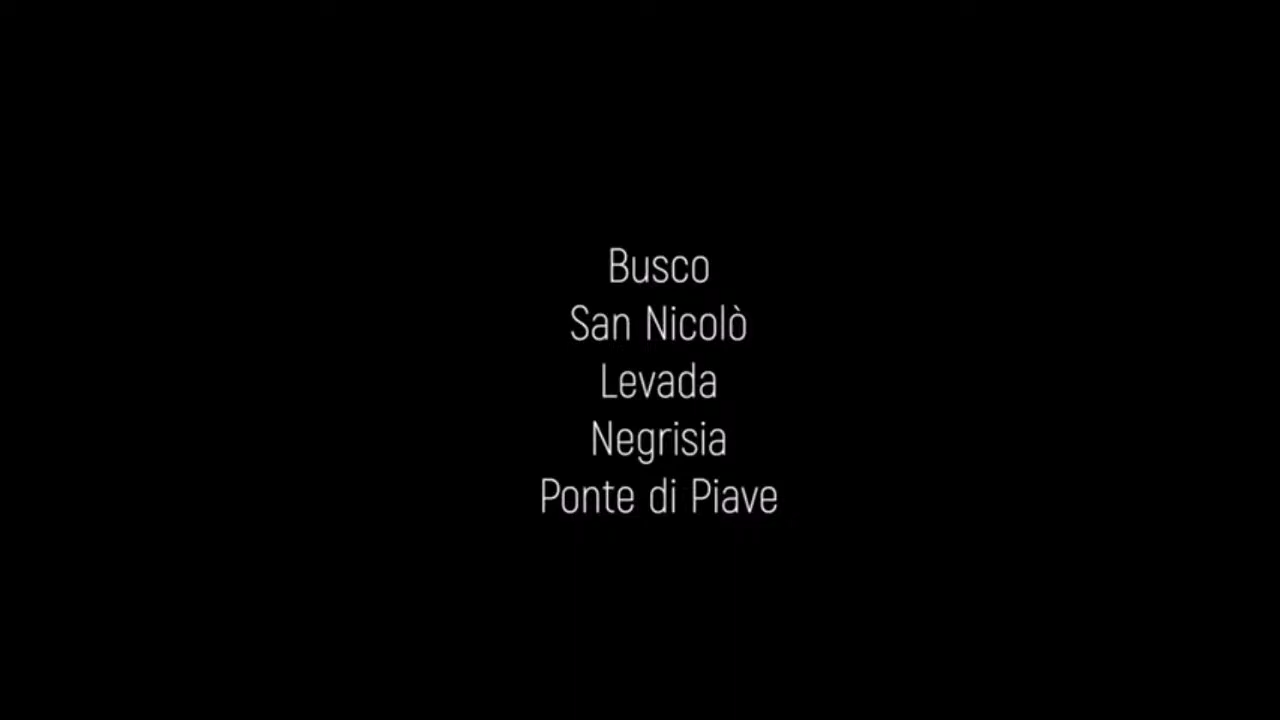 Busco
San Nicolò
Levada
Negrisia
Ponte di Piave